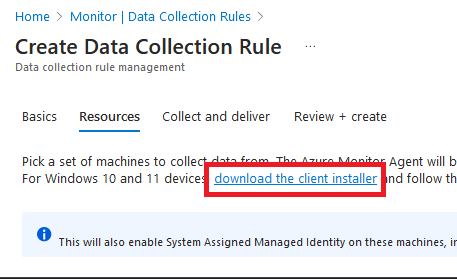 Home > Monitor | Data Collection Rules >
Create Data Collection Rule ...
Data collection rule management
Basics Resources Collect and deliver Review + create
Pick a set of machines to collect data from. The Azure Monitor Agent will b
For Windows 10 and 11 devices, download the client installer and follow th
This will also enable System Assigned Managed Identity on these machines, i